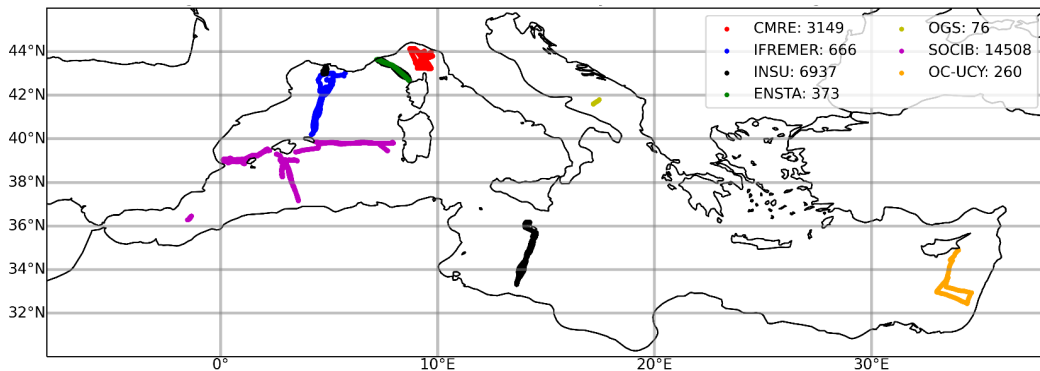 CMRE: 3149
IFREMER: 666
INSU: 6937
ENSTA: 373
OGS: 76
SOCIB: 14508
OC-UCY: 260
44°N
42°N
40°N
38°N
36°N
34°N
32°N
0°
10°E
20°E
30°E